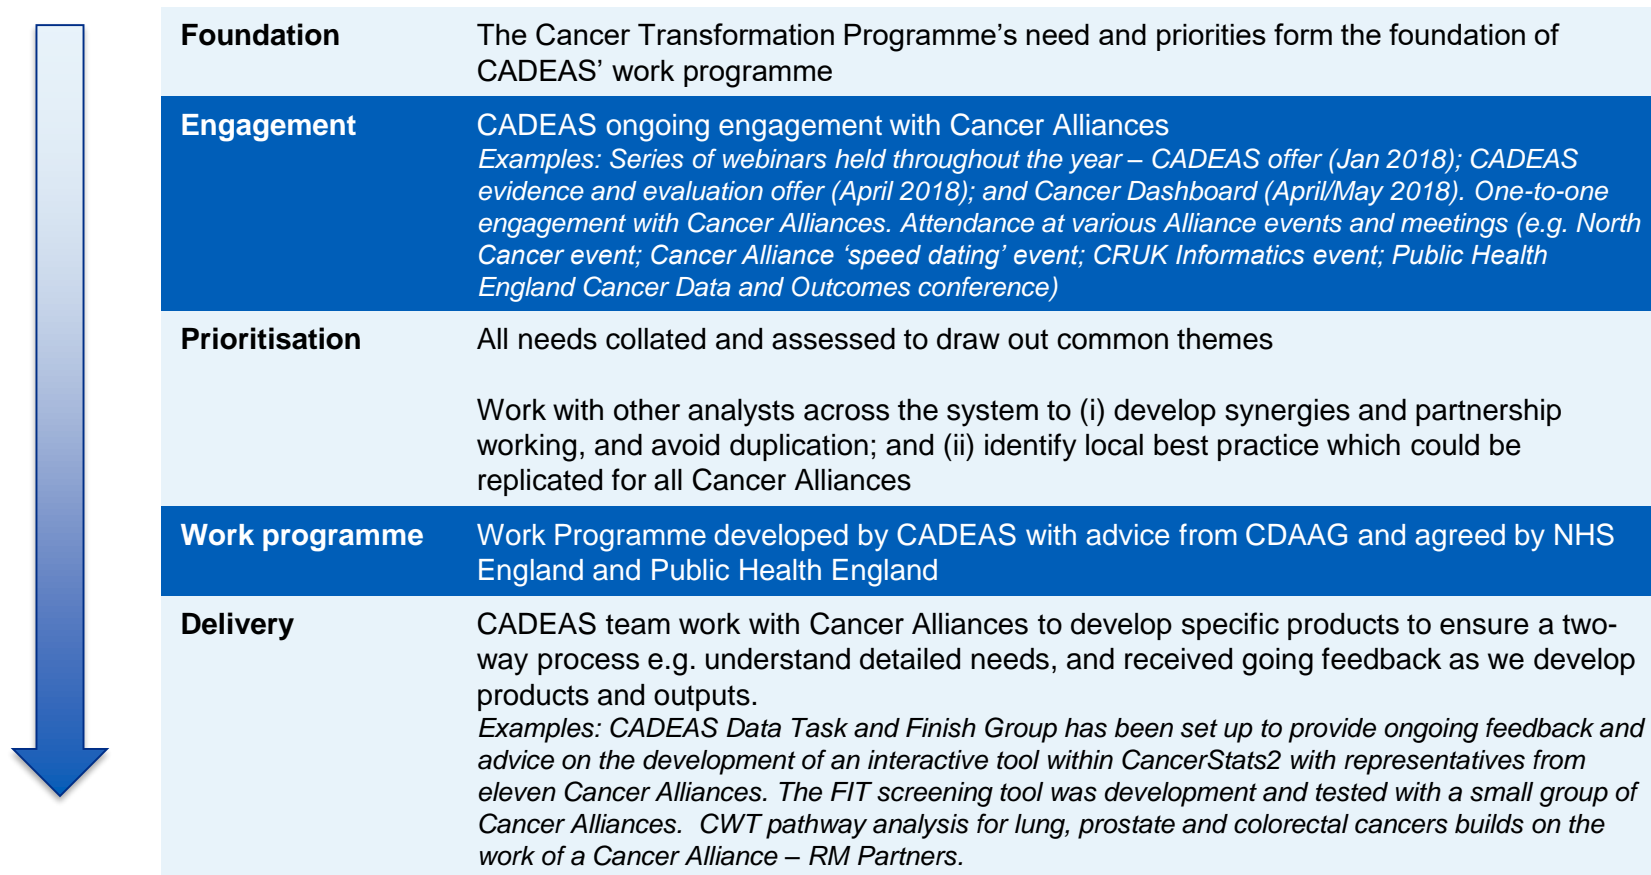 Foundation
The Cancer Transformation Programme’s need and priorities form the foundation of
CADEAS’ work programme
Engagement
CADEAS ongoing engagement with Cancer Alliances
Examples: Series of webinars held throughout the year – CADEAS offer (Jan 2018); CADEAS
evidence and evaluation offer (April 2018); and Cancer Dashboard (April/May 2018). One-to-one
engagement with Cancer Alliances. Attendance at various Alliance events and meetings (e.g. North
Cancer event; Cancer Alliance ‘speed dating’ event; CRUK Informatics event; Public Health
England Cancer Data and Outcomes conference)
Prioritisation
All needs collated and assessed to draw out common themes
Work with other analysts across the system to (i) develop synergies and partnership
working, and avoid duplication; and (ii) identify local best practice which could be
replicated for all Cancer Alliances
Work programme
Work Programme developed by CADEAS with advice from CDAAG and agreed by NHS
England and Public Health England
Delivery
CADEAS team work with Cancer Alliances to develop specific products to ensure a two-
way process e.g. understand detailed needs, and received going feedback as we develop
products and outputs.
Examples: CADEAS Data Task and Finish Group has been set up to provide ongoing feedback and
advice on the development of an interactive tool within CancerStats2 with representatives from
eleven Cancer Alliances. The FIT screening tool was development and tested with a small group of
Cancer Alliances.  CWT pathway analysis for lung, prostate and colorectal cancers builds on the
work of a Cancer Alliance – RM Partners.